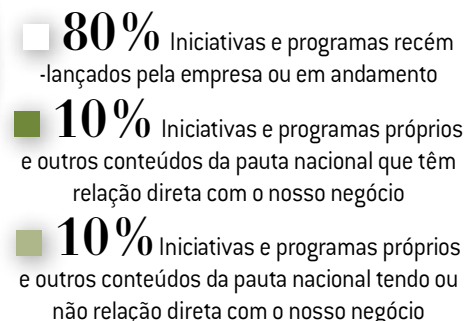 80% Iniciativas e programas recém
-lançados pela empresa ou em andamento
10% Iniciativas e programas próprios
e outros conteúdos da pauta nacional que têm
relação direta com o nosso negócio
10% Iniciativas e programas próprios
e outros conteúdos da pauta nacional tendo ou
não relação direta com o nosso negócio